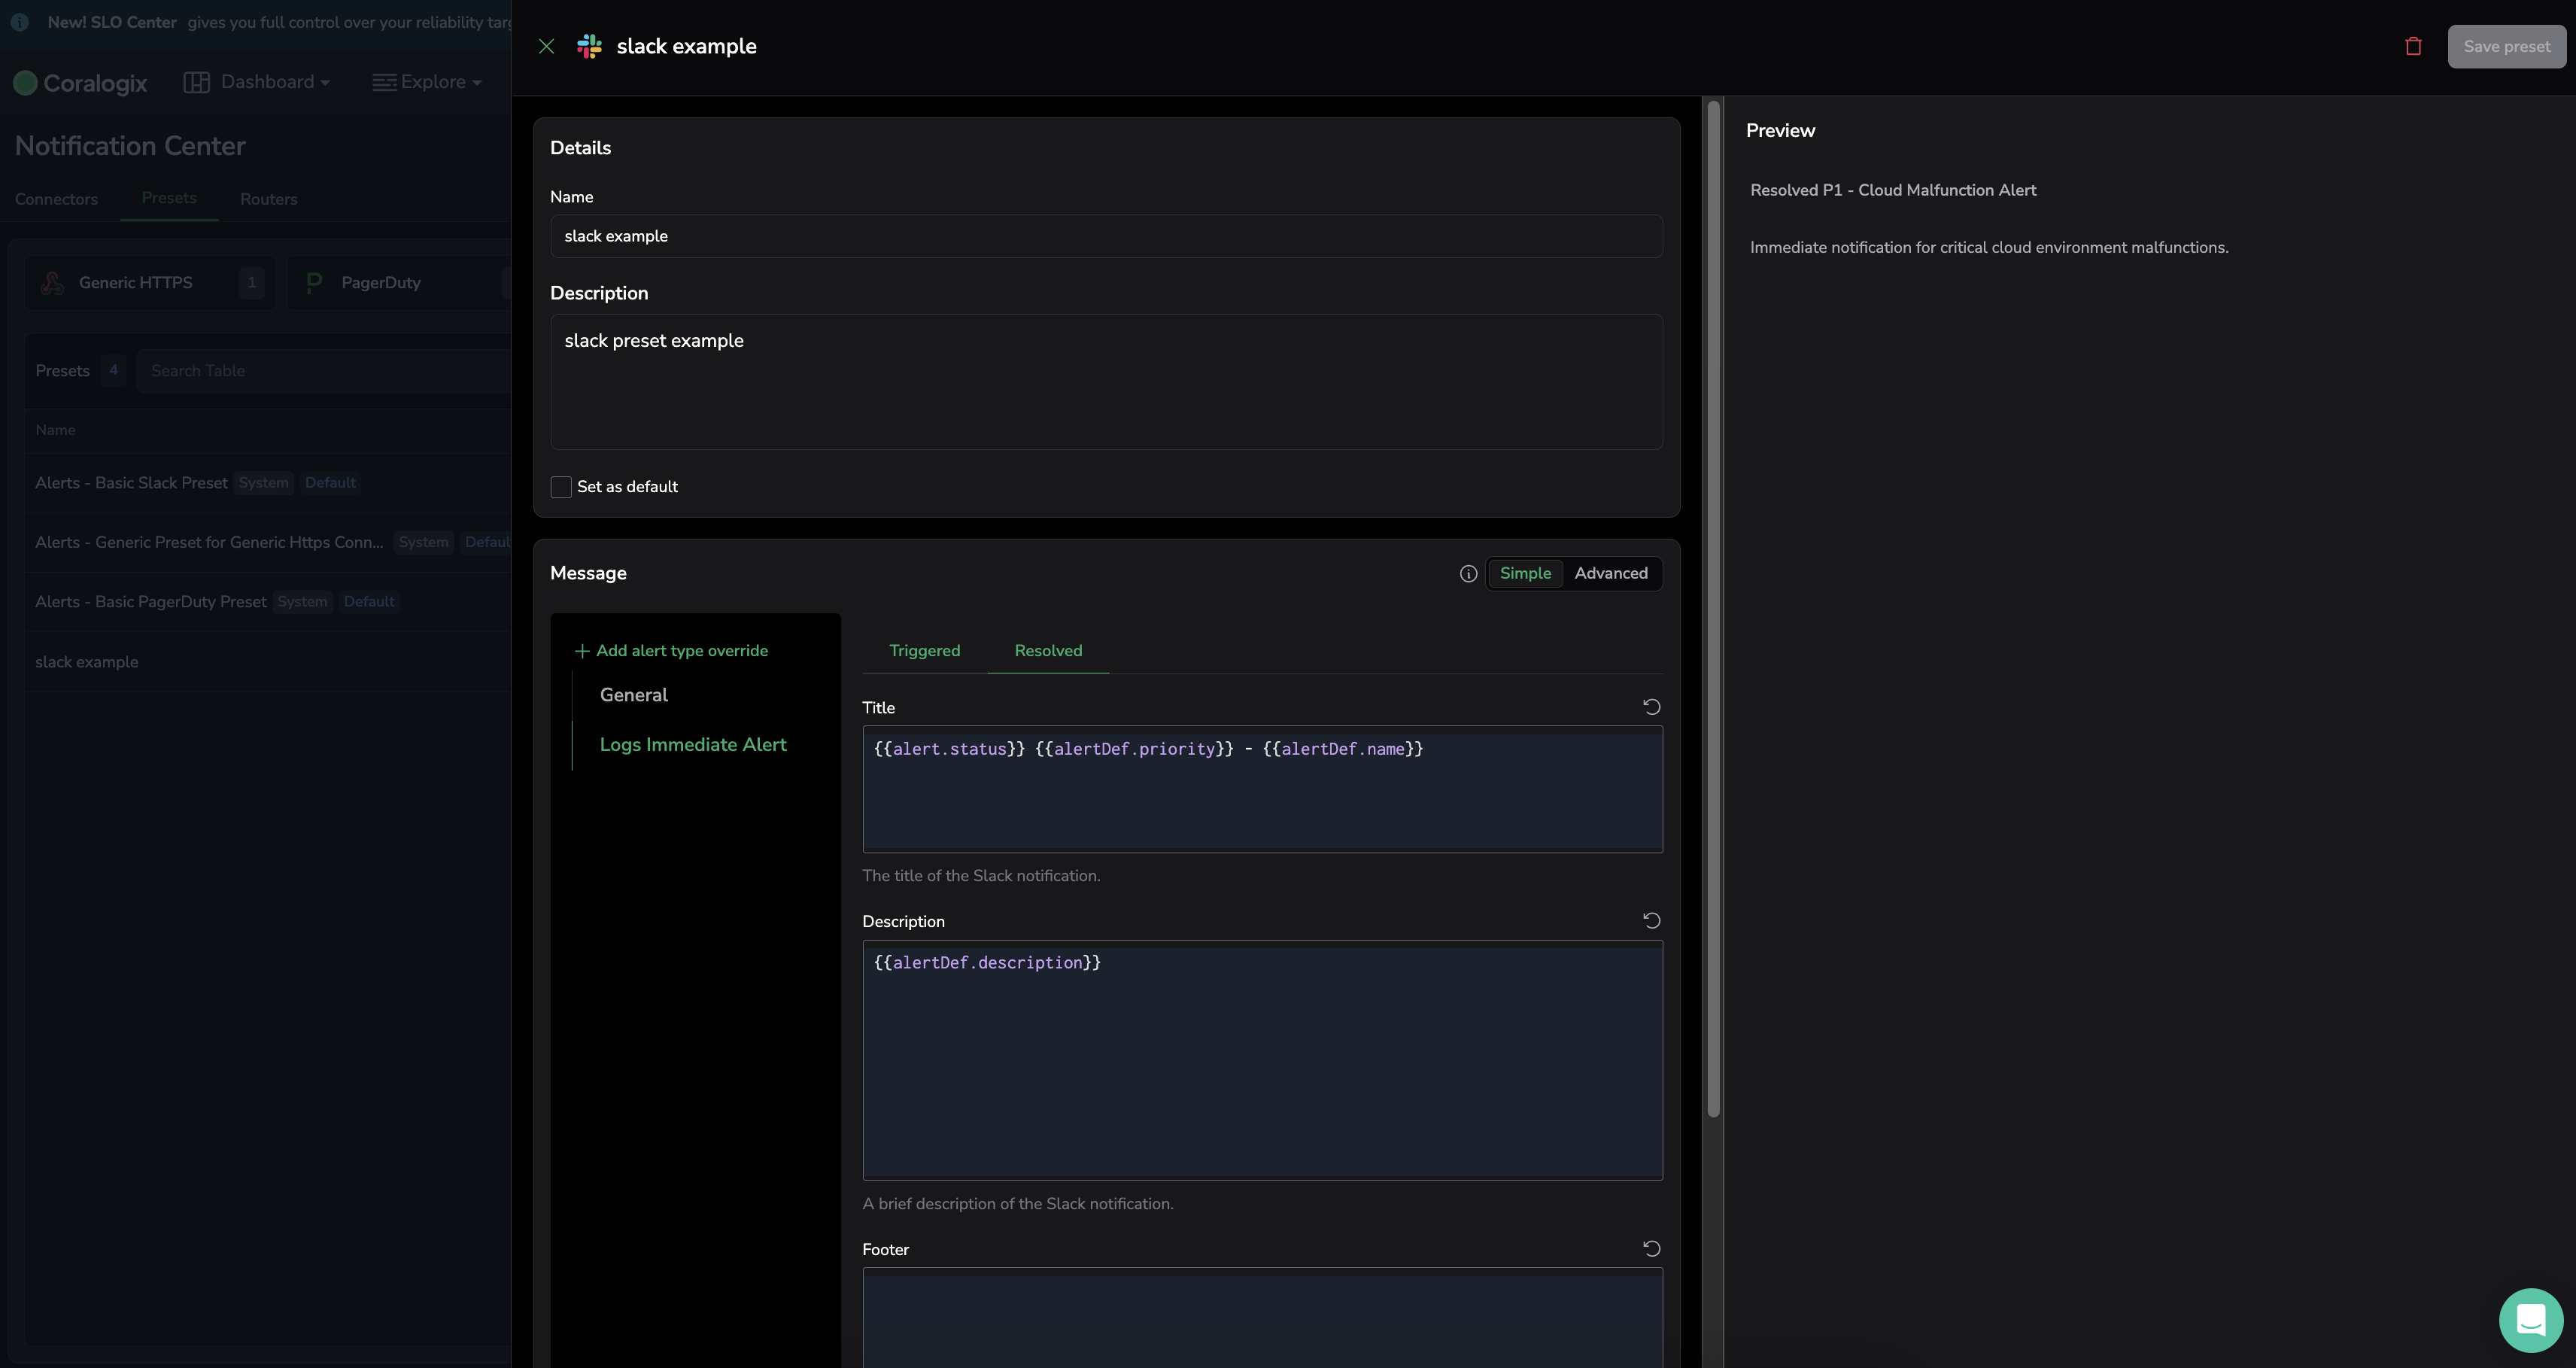 New! SLO Center gives you full control over your reliability targ
Coralogix
Dashboard
Explore
Notification Center
Connectors
Presets
Routers
Generic HTTPS 1
PagerDuty
Presets 4
Search Table
Name
Alerts - Basic Slack Preset System Default
Alerts - Generic Preset for Generic Https Conn... System Defaul
Alerts - Basic PagerDuty Preset System Default
slack example
slack example
Save preset
Details
Name
slack example
Description
slack preset example
Set as default
Message
Simple
Advanced
Add alert type override
General
Logs Immediate Alert
Triggered
Resolved
Title
{{alert.status}} {{alertDef.priority}} - {{alertDef.name}}
The title of the Slack notification.
Description
{{alertDef.description}}
A brief description of the Slack notification.
Footer
Preview
Resolved P1 - Cloud Malfunction Alert
Immediate notification for critical cloud environment malfunctions.